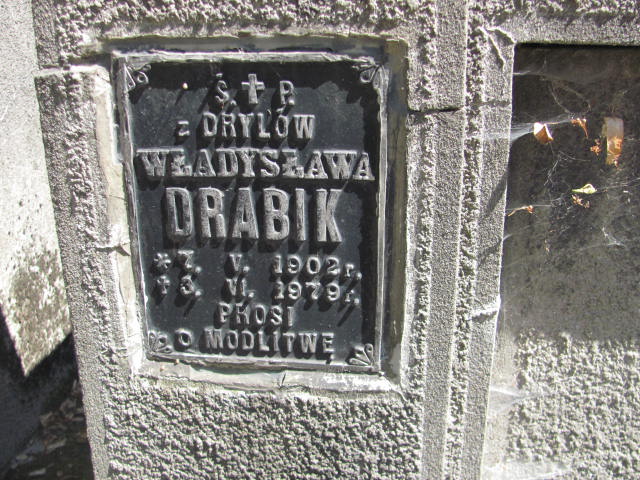 Ś. ✝ P.
z DRYLÓW
WŁADYSŁAWA
DRABIK
* 7. V. 1902 r.
† 3. VI. 1979 r.
PROSI
O MODLITWĘ